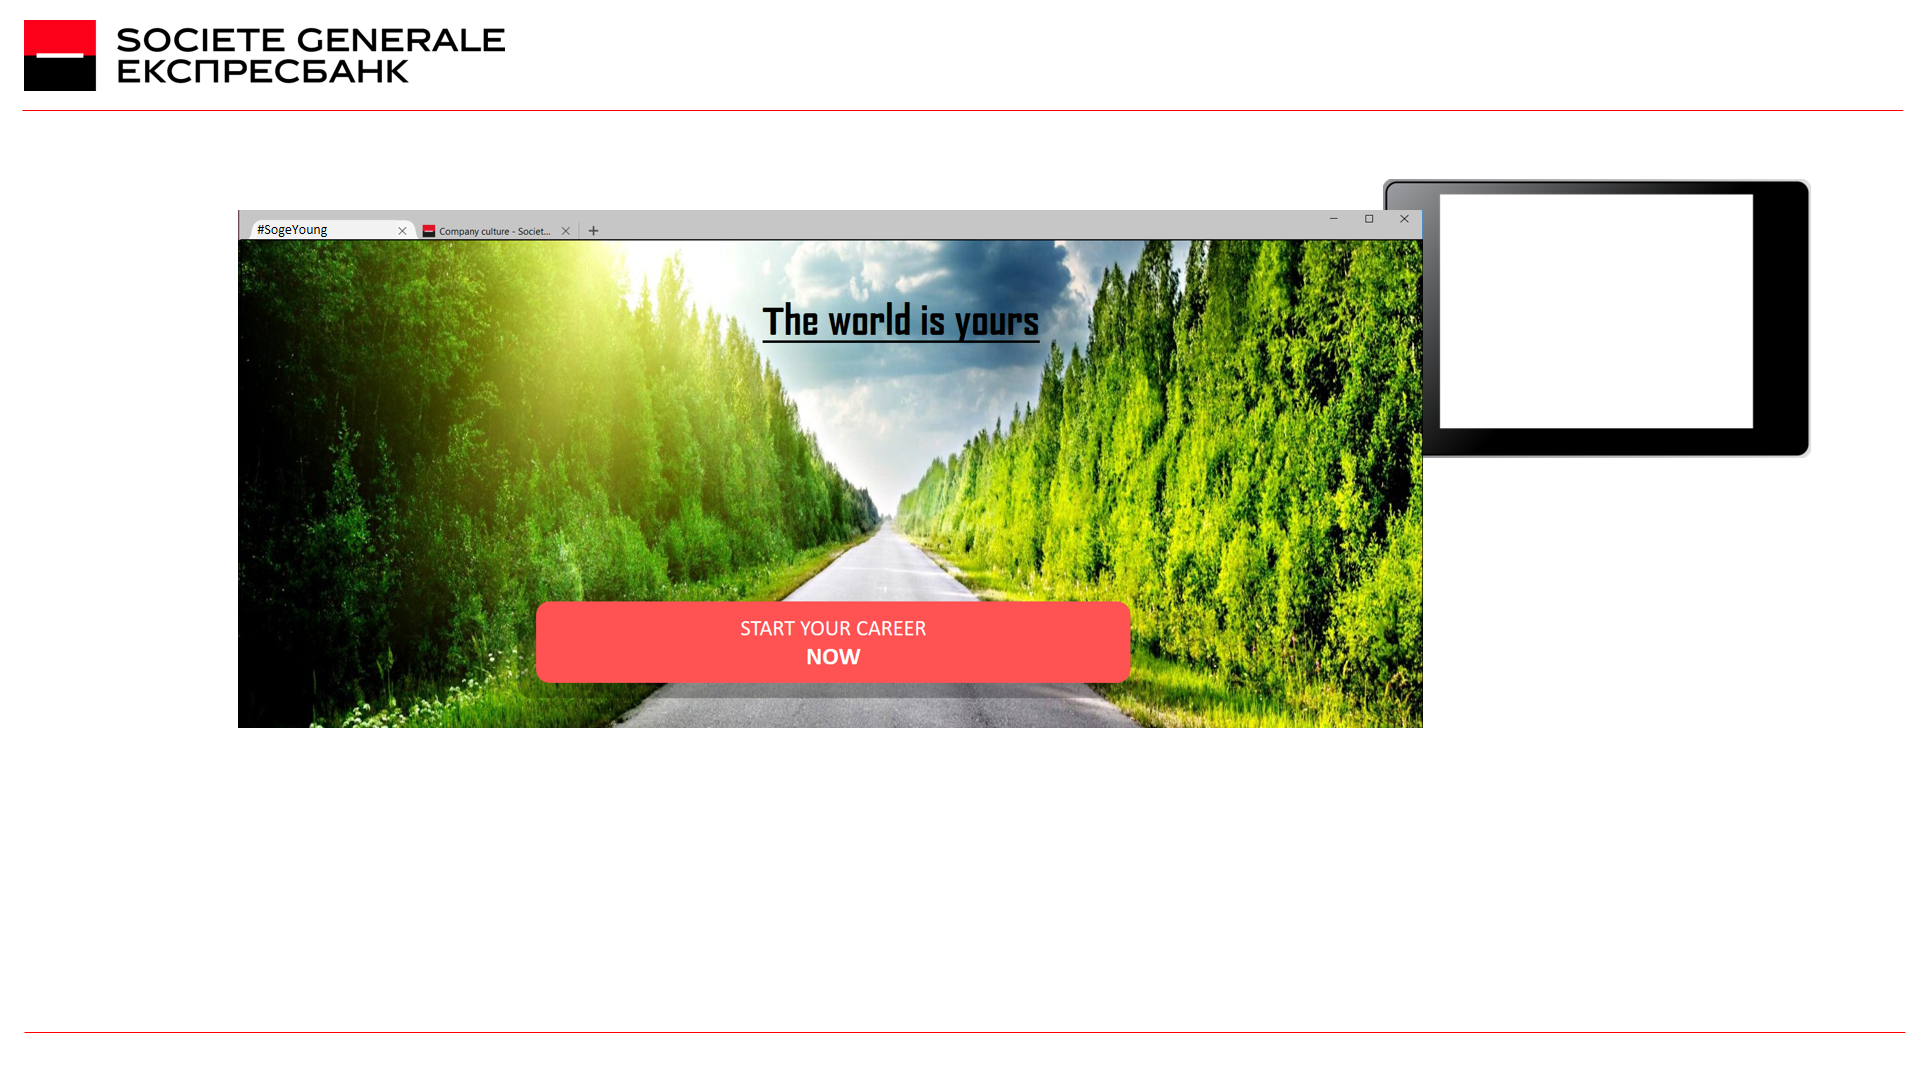 SOCIETE GENERALE
ЕКСПРЕСБАНК
#SogeYoung
Company culture - Societ...
The world is yours
START YOUR CAREER
NOW